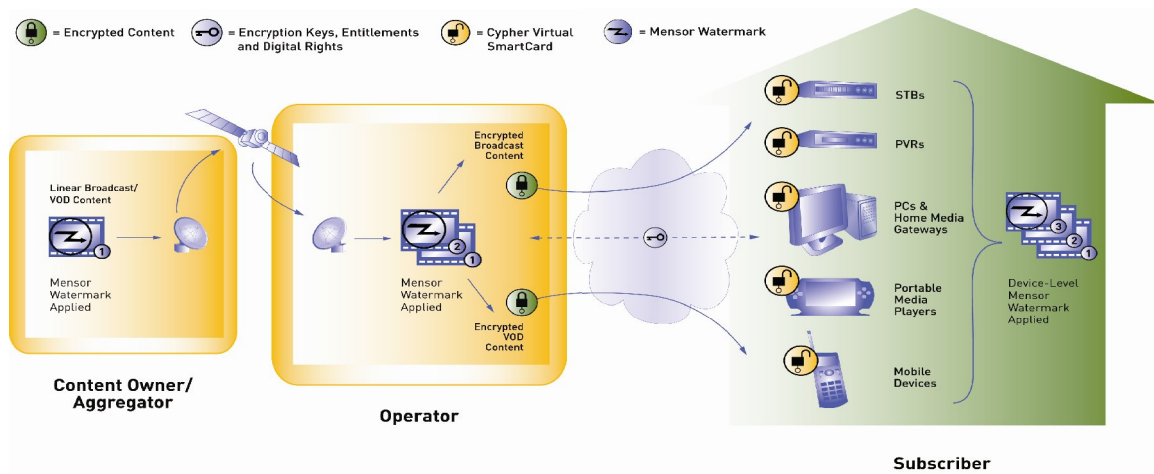 = Encrypted Content
= Encryption Keys, Entitlements
and Digital Rights
= Cypher Virtual
SmartCard
= Mensor Watermark
Linear Broadcast/
VOD Content
1
Mensor
Watermark
Applied
Content Owner/
Aggregator
Encrypted
Broadcast
Content
2
1
Mensor
Watermark
Applied
Encrypted
VOD
Content
Operator
STBs
PVRs
PCs &
Home Media
Gateways
Portable
Media
Players
Mobile
Devices
3
2
1
Device-Level
Mensor
Watermark
Applied
Subscriber